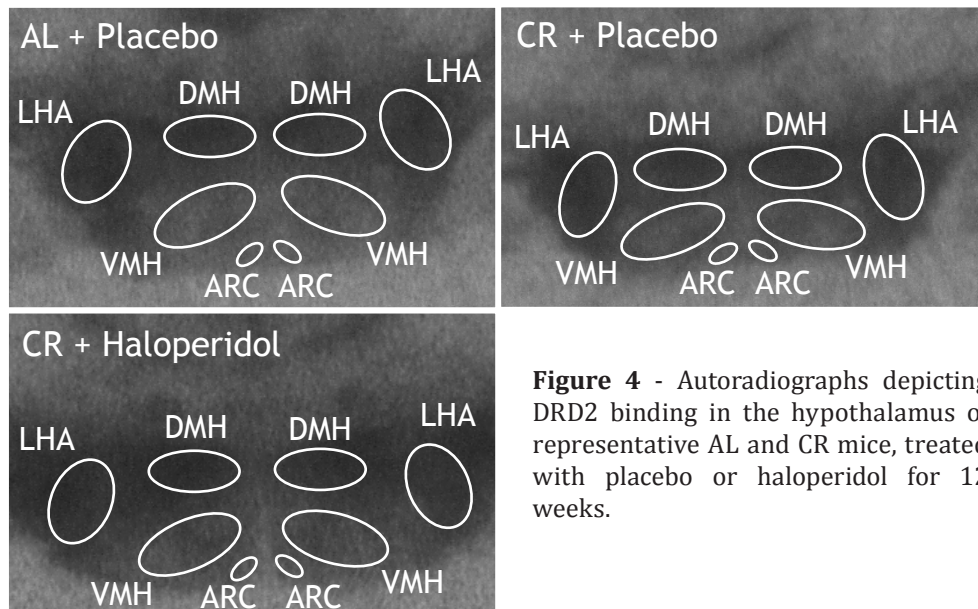 AL + Placebo
LHA
DMH DMH
LHA
VMH
ARC ARC
VMH
CR + Placebo
LHA
DMH DMH
LHA
VMH
ARC ARC
VMH
CR + Haloperidol
LHA
DMH DMH
LHA
VMH
ARC ARC
VMH
Figure 4 - Autoradiographs depicting
DRD2 binding in the hypothalamus o
representative AL and CR mice, treated
with placebo or haloperidol for 12
weeks.